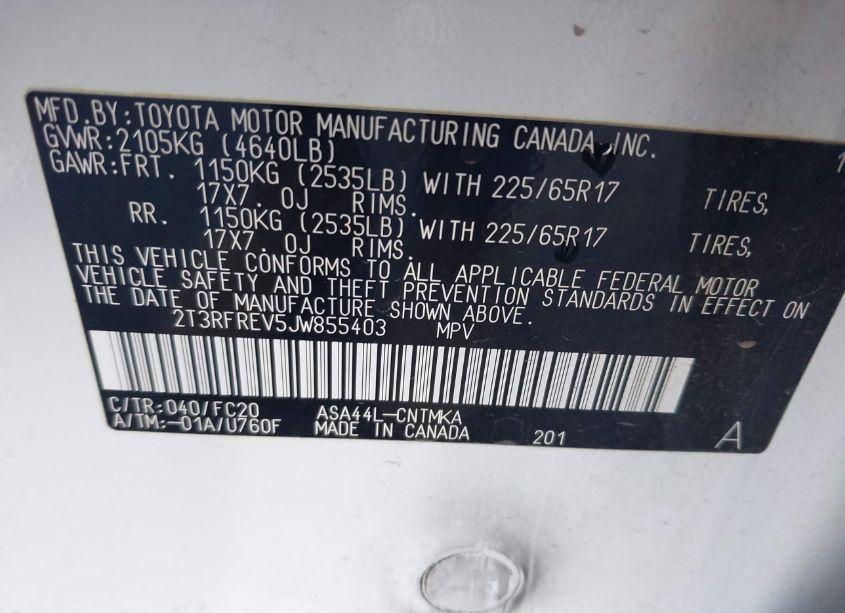 MFD.BY:TOYOTA MOTOR MANUFACTURING CANADA,INC. 1
GVWR:2105KG (4640LB)
GAWR:FRT. 1150KG (2535LB) WITH 225/65R17 TIRES,
17X7.0J RIMS.
RR. 1150KG (2535LB) WITH 225/65R17 TIRES,
17X7.0J RIMS.
THIS VEHICLE CONFORMS TO ALL APPLICABLE FEDERAL MOTOR
VEHICLE SAFETY AND THEFT PREVENTION STANDARDS IN EFFECT ON
THE DATE OF MANUFACTURE SHOWN ABOVE.
2T3RFREV5JW855403 MPV
C/TR:040/FC20 ASA44L-CNTMKA
A/TM:-01A/U760F MADE IN CANADA 201 A